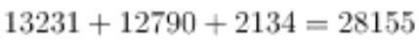 13231 + 12790 + 2134 = 28155